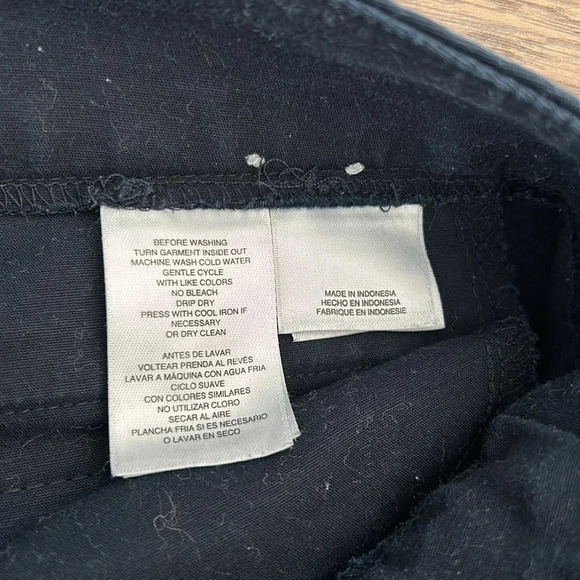 BEFORE WASHING
TURN GARMENT INSIDE OUT
MACHINE WASH COLD WATER
GENTLE CYCLE
WITH LIKE COLORS
NO BLEACH
DRIP DRY
PRESS WITH COOL IRON IF
NECESSARY
OR DRY CLEAN
ANTES DE LAVAR
VOLTEAR PRENDA AL REVÉS
LAVAR A MÁQUINA CON AGUA FRIA
CICLO SUAVE
CON COLORES SIMILARES
NO UTILIZAR CLORO
SECAR AL AIRE
PLANCHA FRIA SI ES NECESARIO
O LAVAR EN SECO
MADE IN INDONESIA
HECHO EN INDONESIA
FABRIQUE EN INDONESIE